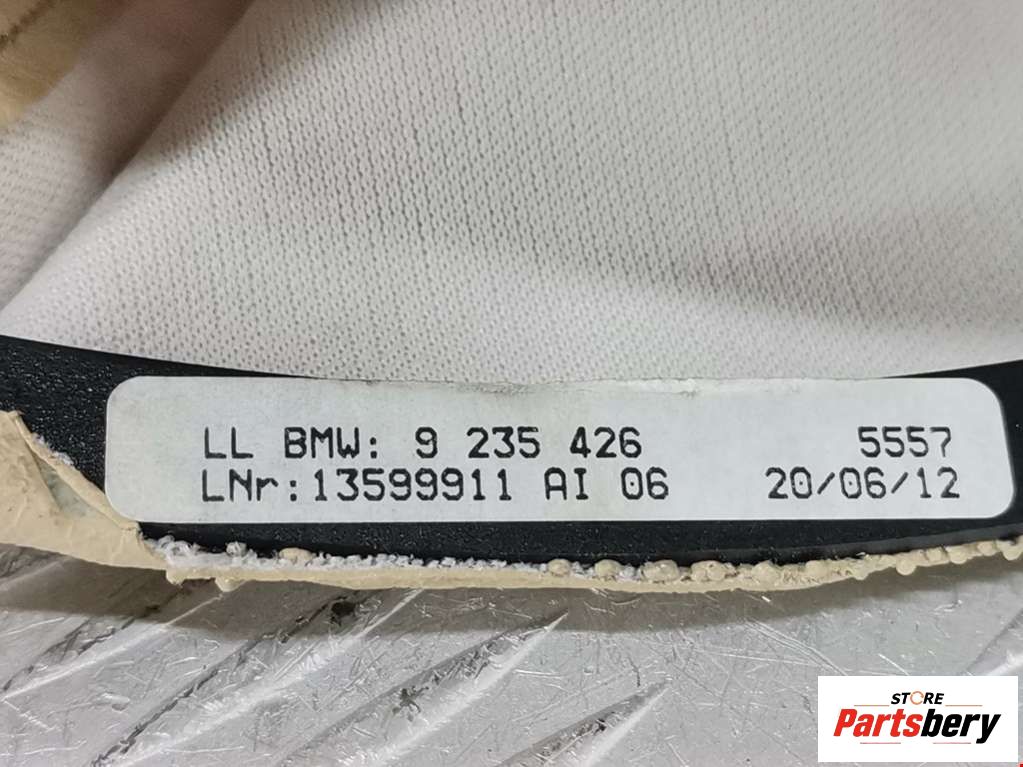 LL BMW: 9 235 426 5557
LNr:13599911 AI 06 20/06/12
STORE
Partsbery